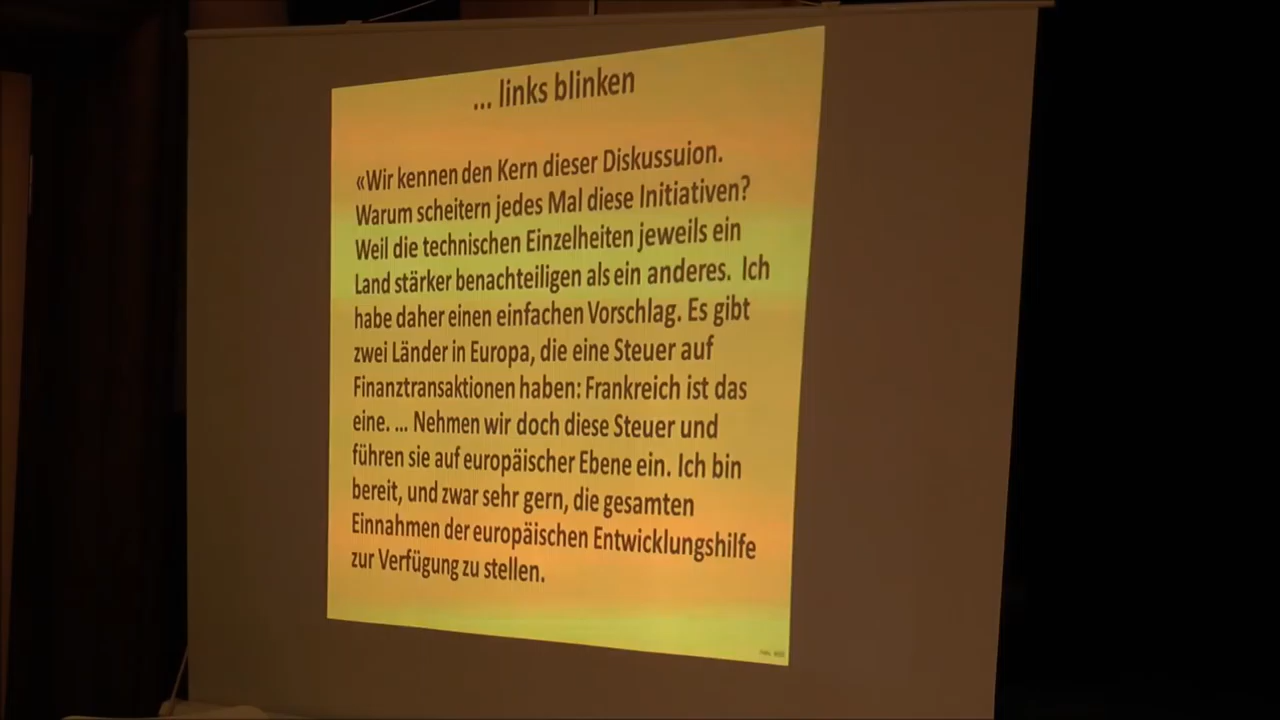 ... links blinken
«Wir kennen den Kern dieser Diskussuion.
Warum scheitern jedes Mal diese Initiativen?
Weil die technischen Einzelheiten jeweils ein
Land stärker benachteiligen als ein anderes. Ich
habe daher einen einfachen Vorschlag. Es gibt
zwei Länder in Europa, die eine Steuer auf
Finanztransaktionen haben: Frankreich ist das
eine. ... Nehmen wir doch diese Steuer und
führen sie auf europäischer Ebene ein. Ich bin
bereit, und zwar sehr gern, die gesamten
Einnahmen der europäischen Entwicklungshilfe
zur Verfügung zu stellen.